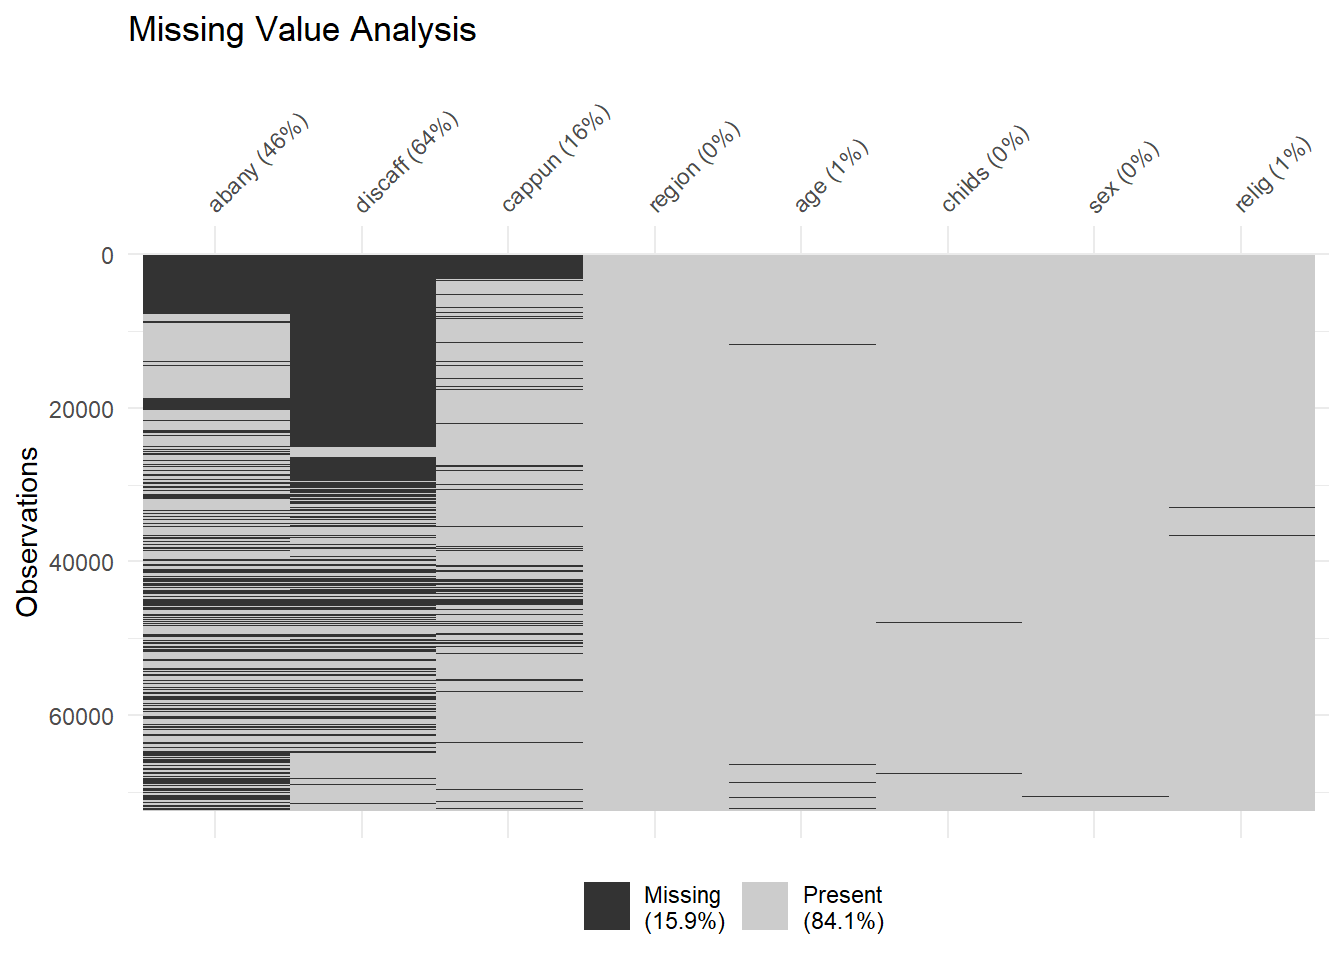 Missing Value Analysis
abany (46%)
discaff (64%)
cappun (16%)
region (0%)
age (1%)
childs (0%)
sex (0%)
relig (1%)
0
20000
40000
60000
Observations
Missing
(15.9%)
Present
(84.1%)